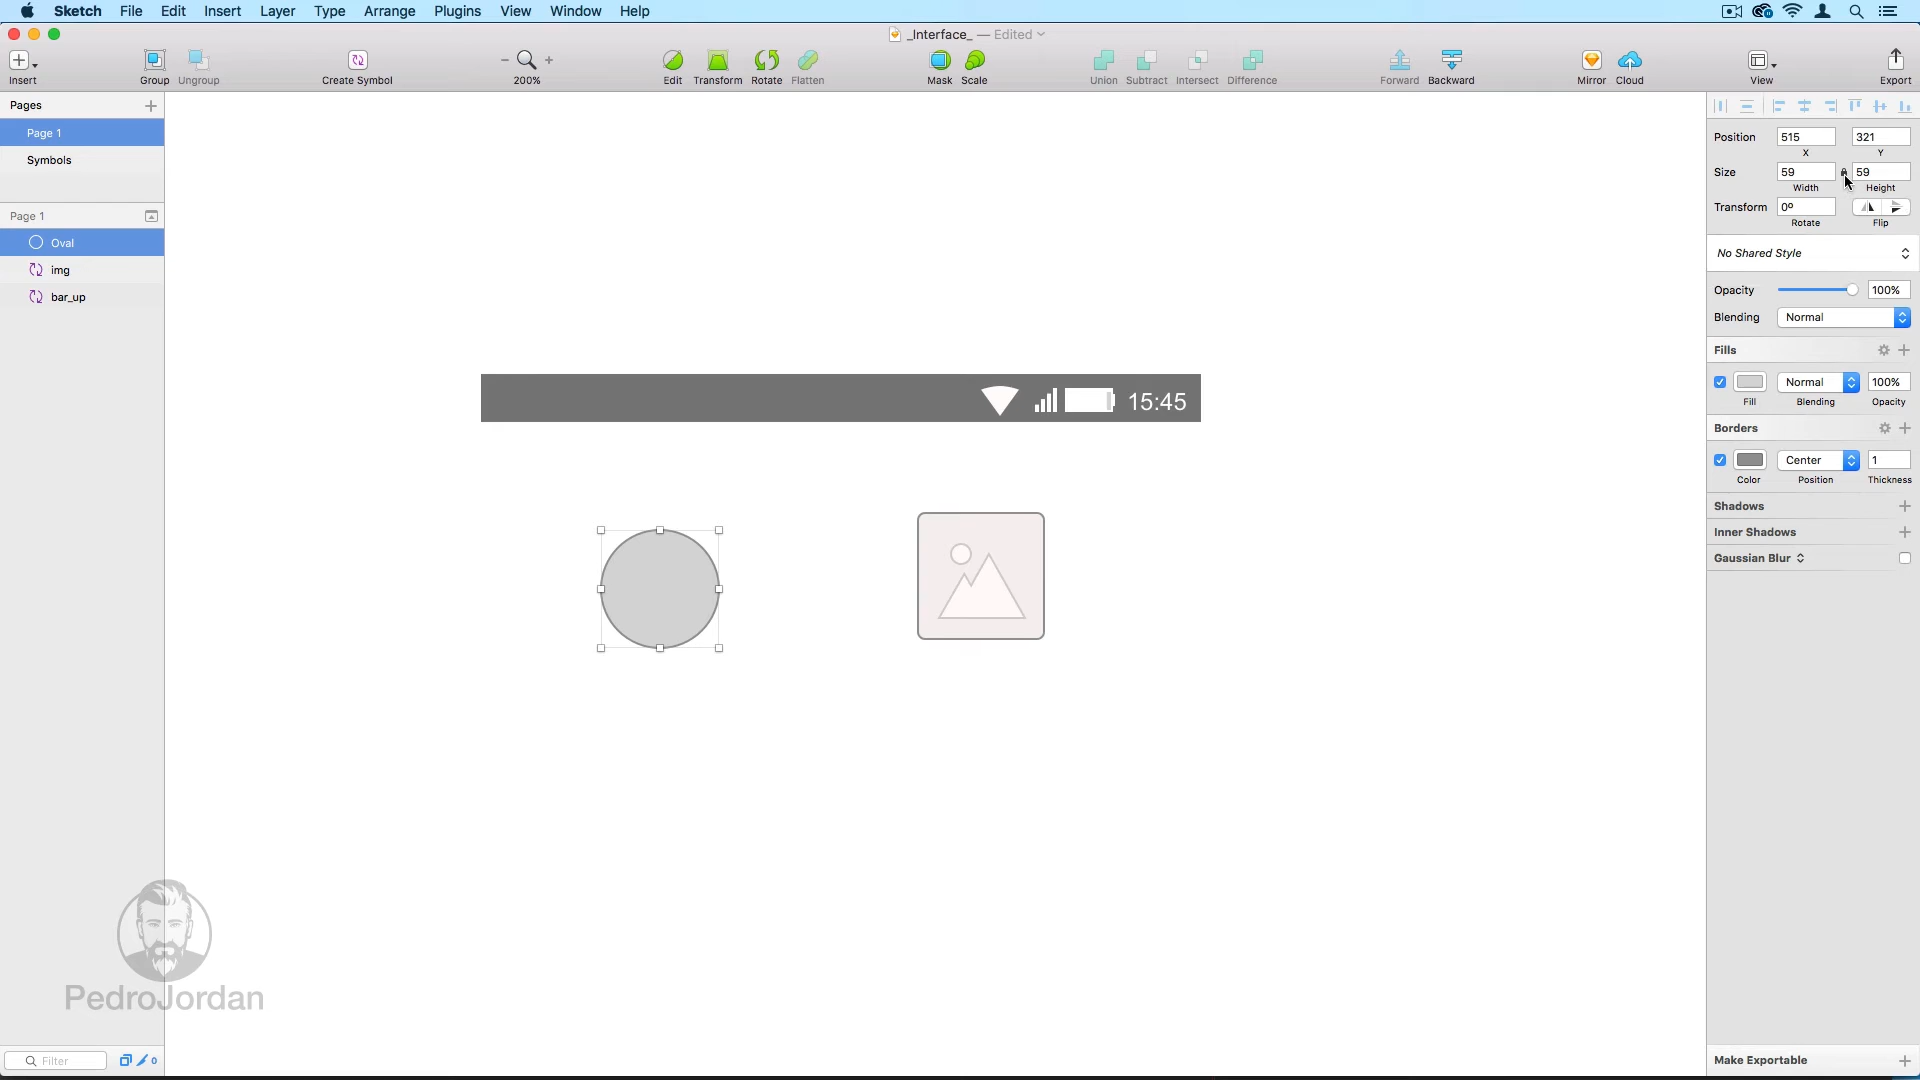 Sketch File Edit Insert Layer Type Arrange Plugins View Window Help
_Interface_ — Edited
Insert Group Ungroup Create Symbol 200% Edit Transform Rotate Flatten Mask Scale Union Subtract Intersect Difference Forward Backward Mirror Cloud View Export
Pages
Page 1
Symbols
Page 1
Oval
img
bar_up
15:45
Position 515 321
X Y
Size 59 59
Width Height
Transform 0º
Rotate Flip
No Shared Style
Opacity 100%
Blending Normal
Fills
Normal 100%
Fill Blending Opacity
Borders
Center 1
Color Position Thickness
Shadows
Inner Shadows
Gaussian Blur
PedroJordan
Filter 0
Make Exportable